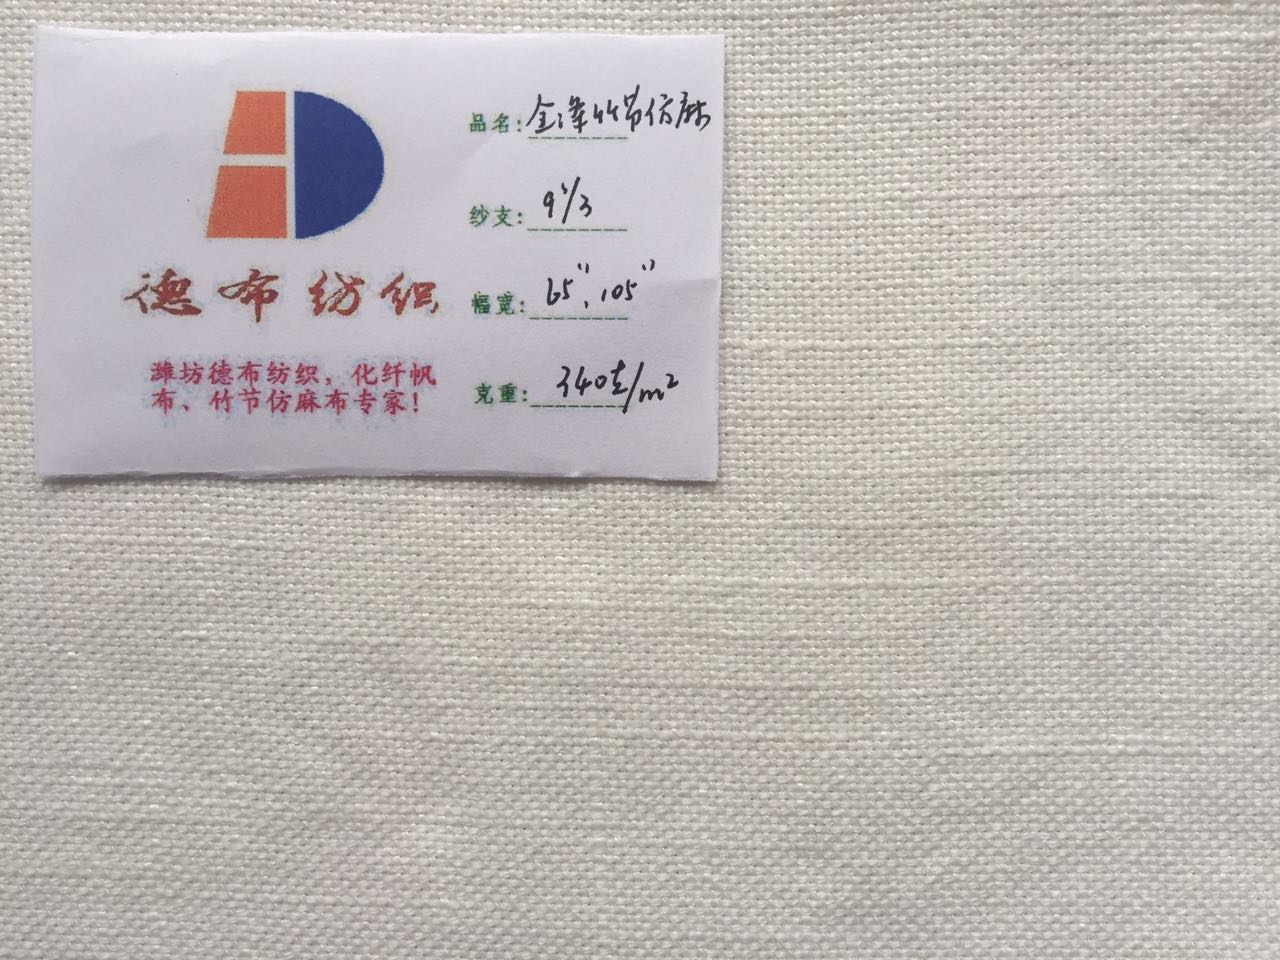 品名: 金泽竹节仿麻
纱支: 9s/3
幅宽: 65"、105"
克重: 340克/m²
德布纺织
潍坊德布纺织，化纤帆
布、竹节仿麻布专家！